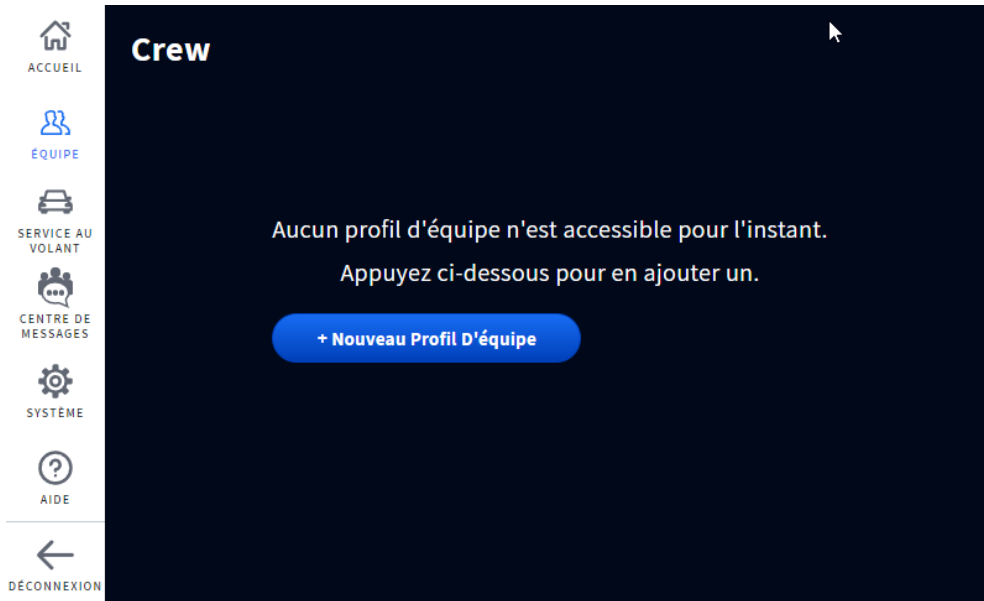 ACCUEIL
ÉQUIPE
SERVICE AU
VOLANT
CENTRE DE
MESSAGES
SYSTÈME
AIDE
DÉCONNEXION
Crew
Aucun profil d'équipe n'est accessible pour l'instant.
Appuyez ci-dessous pour en ajouter un.
+ Nouveau Profil D'équipe